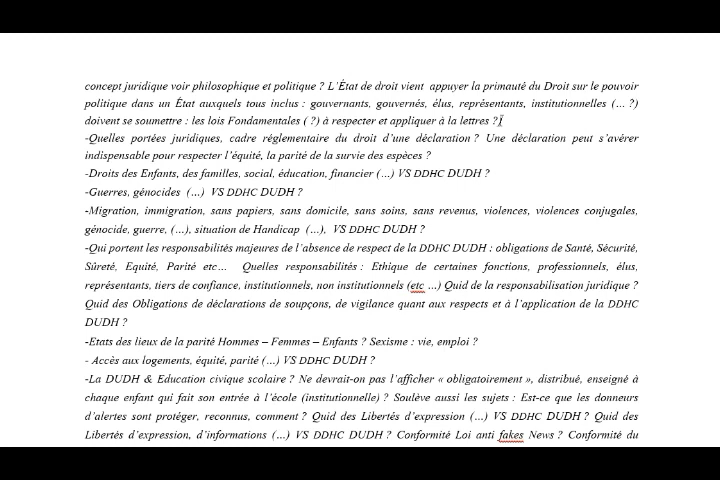 concept juridique voir philosophique et politique ? L'État de droit vient appuyer la primauté du Droit sur le pouvoir
politique dans un État auxquels tous inclus : gouvernants, gouvernés, élus, représentants, institutionnelles (... ?)
doivent se soumettre : les lois Fondamentales ( ?) à respecter et appliquer à la lettres ?
-Quelles portées juridiques, cadre réglementaire du droit d'une déclaration ? Une déclaration peut s'avérer
indispensable pour respecter l'équité, la parité de la survie des espèces ?
-Droits des Enfants, des familles, social, éducation, financier (...) VS DDHC DUDH ?
-Guerres, génocides (...) VS DDHC DUDH ?
-Migration, immigration, sans papiers, sans domicile, sans soins, sans revenus, violences, violences conjugales,
génocide, guerre, (...), situation de Handicap (...), VS DDHC DUDH ?
-Qui portent les responsabilités majeures de l'absence de respect de la DDHC DUDH : obligations de Santé, Sécurité,
Sûreté, Equité, Parité etc... Quelles responsabilités : Ethique de certaines fonctions, professionnels, élus,
représentants, tiers de confiance, institutionnels, non institutionnels (etc ...) Quid de la responsabilisation juridique ?
Quid des Obligations de déclarations de soupçons, de vigilance quant aux respects et à l'application de la DDHC
DUDH ?
-Etats des lieux de la parité Hommes – Femmes – Enfants ? Sexisme : vie, emploi ?
- Accès aux logements, équité, parité (...) VS DDHC DUDH ?
-La DUDH & Education civique scolaire ? Ne devrait-on pas l'afficher « obligatoirement », distribué, enseigné à
chaque enfant qui fait son entrée à l'école (institutionnelle) ? Soulève aussi les sujets : Est-ce que les donneurs
d'alertes sont protéger, reconnus, comment ? Quid des Libertés d'expression (...) VS DDHC DUDH ? Quid des
Libertés d'expression, d'informations (...) VS DDHC DUDH ? Conformité Loi anti fakes News ? Conformité du